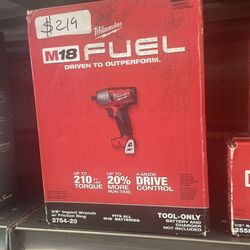 $219
Milwaukee
M18 FUEL
DRIVEN TO OUTPERFORM.
UP TO
210
TORQUE
UP TO
20%
MORE
RUN-TIME
4-MODE
DRIVE
CONTROL
3/8" Impact Wrench
w/ Friction Ring
2754-20
FITS ALL
M18 BATTERIES
TOOL-ONLY
BATTERY AND
CHARGER
NOT INCLUDED